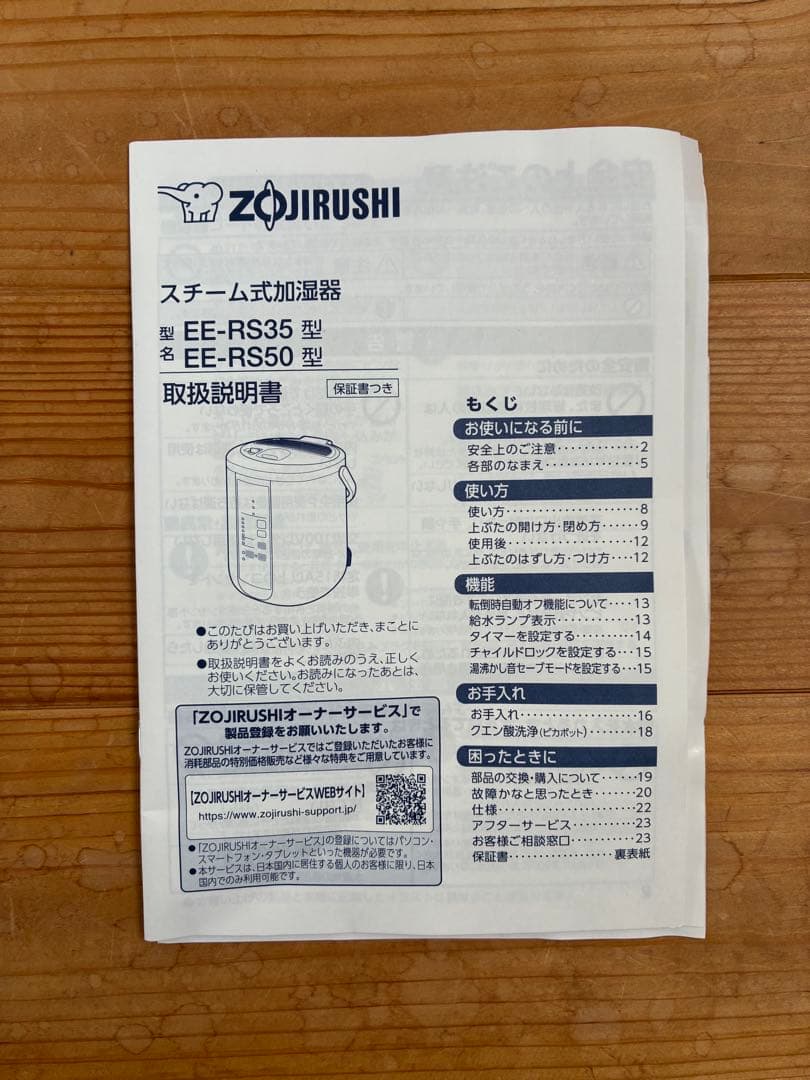 ZOJIRUSHI
スチーム式加湿器
型名 EE-RS35 型
EE-RS50 型
取扱説明書 保証書つき
●このたびはお買い上げいただき、まことに
ありがとうございます。
●取扱説明書をよくお読みのうえ、正しく
お使いください。お読みになったあとは、
大切に保管してください。
「ZOJIRUSHIオーナーサービス」で
製品登録をお願いいたします。
ZOJIRUSHIオーナーサービスではご登録いただいたお客様に
消耗部品の特別価格販売など様々な特典をご用意しています。
【ZOJIRUSHIオーナーサービスWEBサイト】
https://www.zojirushi-support.jp/
●「ZOJIRUSHIオーナーサービス」の登録についてはパソコン・
スマートフォン・タブレットといった機器が必要です。
●本サービスは、日本国内に居住する個人のお客様に限り、日本
国内でのみ利用可能です。
もくじ
お使いになる前に
安全上のご注意・・・・・・・・・・・・・2
各部のなまえ・・・・・・・・・・・・・・・5
使い方
使い方・・・・・・・・・・・・・・・・・・・・・8
上ぶたの開け方・閉め方・・・・・9
使用後・・・・・・・・・・・・・・・・・・・・12
上ぶたのはずし方・つけ方・・・・12
機能
転倒時自動オフ機能について・・・・13
給水ランプ表示・・・・・・・・・・・・13
タイマーを設定する・・・・・・・・・14
チャイルドロックを設定する・・・15
湯沸かし音セーブモードを設定する・・・15
お手入れ
お手入れ・・・・・・・・・・・・・・・・・・16
クエン酸洗浄(ピカポット)・・・・・・・18
困ったときに
部品の交換・購入について・・・・・19
故障かなと思ったとき・・・・・・・20
仕様・・・・・・・・・・・・・・・・・・・・・・22
アフターサービス・・・・・・・・・・・23
お客様ご相談窓口・・・・・・・・・・・23
保証書・・・・・・・・・・・・・・・・・・裏表紙